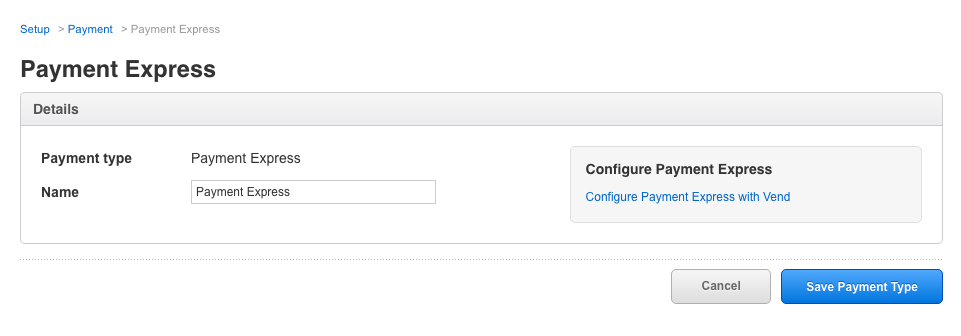 Setup > Payment > Payment Express
Payment Express
Details
Payment type Payment Express
Name Payment Express
Configure Payment Express
Configure Payment Express with Vend
Cancel Save Payment Type